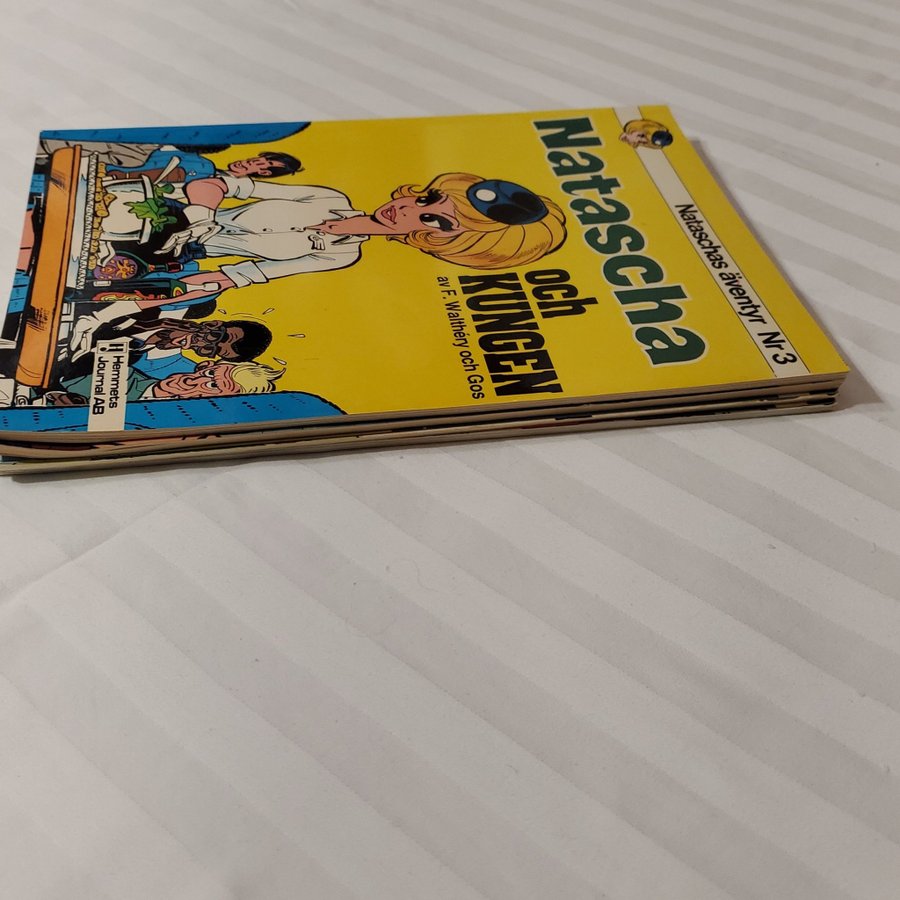 Nataschas äventyr Nr 3
Natascha
och
KUNGEN
av F. Walthéry och Gos
Hemmets
Journal AB